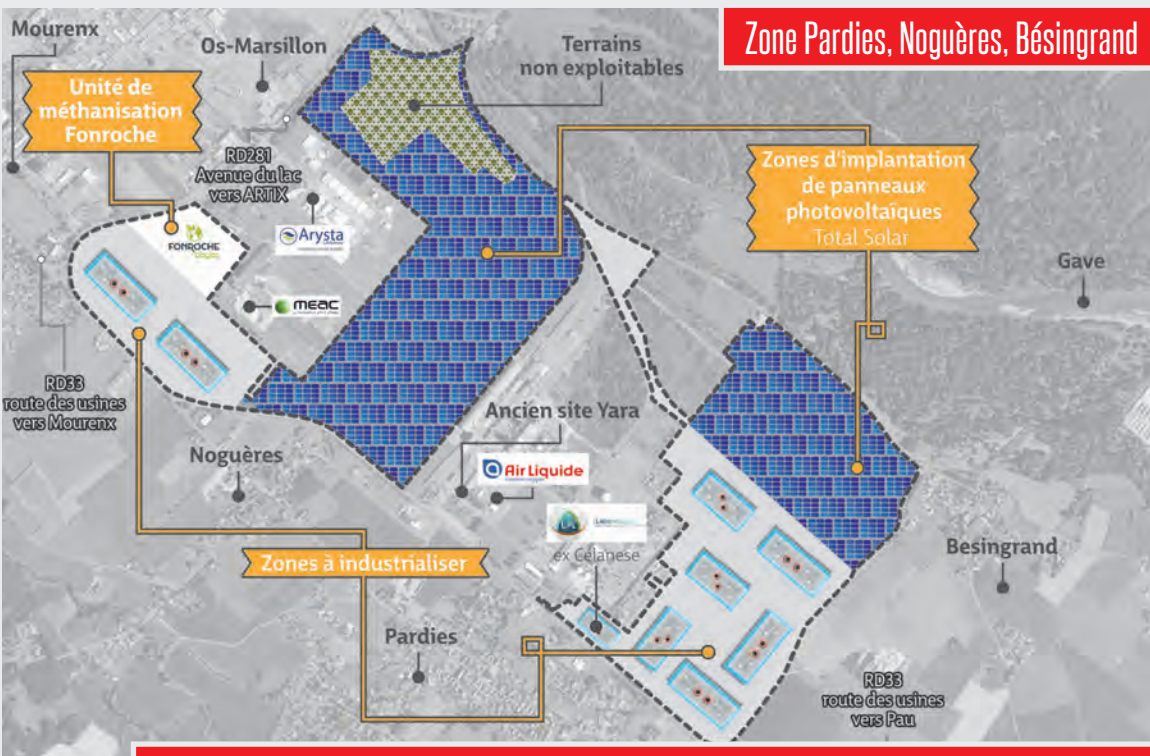 Zone Pardies, Noguères, Bésingrand
Mourenx
Os-Marsillon
Terrains
non exploitables
Unité de
méthanisation
Fonroche
RD281
Avenue du lac
vers ARTIX
Zones d'implantation
de panneaux
photovoltaïques
Total Solar
FONROCHE
Arysta
meac
Gave
RD33
route des usines
vers Mourenx
Ancien site Yara
Noguères
Air Liquide
ex Célanese
Besingrand
Zones à industrialiser
Pardies
RD33
route des usines
vers Pau